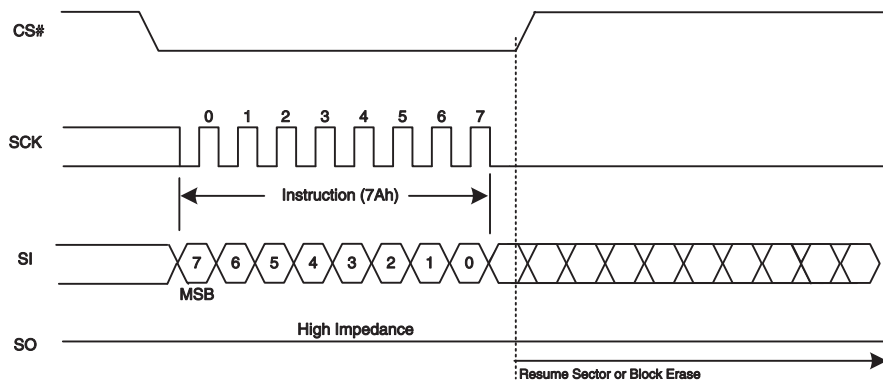 CS#
0 1 2 3 4 5 6 7
SCK
Instruction (7Ah)
SI
7 6 5 4 3 2 1 0
MSB
High Impedance
SO
Resume Sector or Block Erase